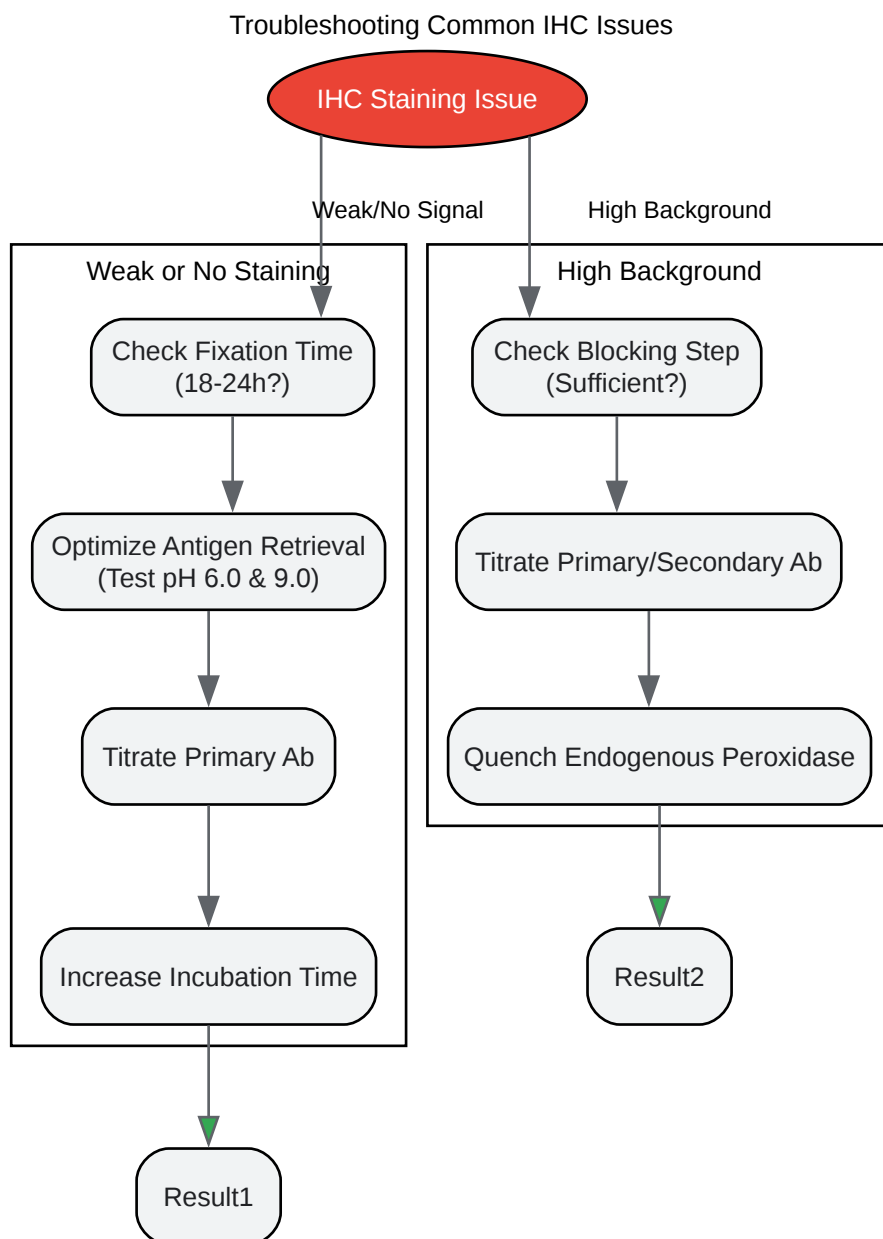 Troubleshooting Common IHC Issues
IHC Staining Issue
Weak/No Signal
High Background
Weak or No Staining
Check Fixation Time
(18-24h?)
Optimize Antigen Retrieval
(Test pH 6.0 & 9.0)
Titrate Primary Ab
Increase Incubation Time
Result1
High Background
Check Blocking Step
(Sufficient?)
Titrate Primary/Secondary Ab
Quench Endogenous Peroxidase
Result2